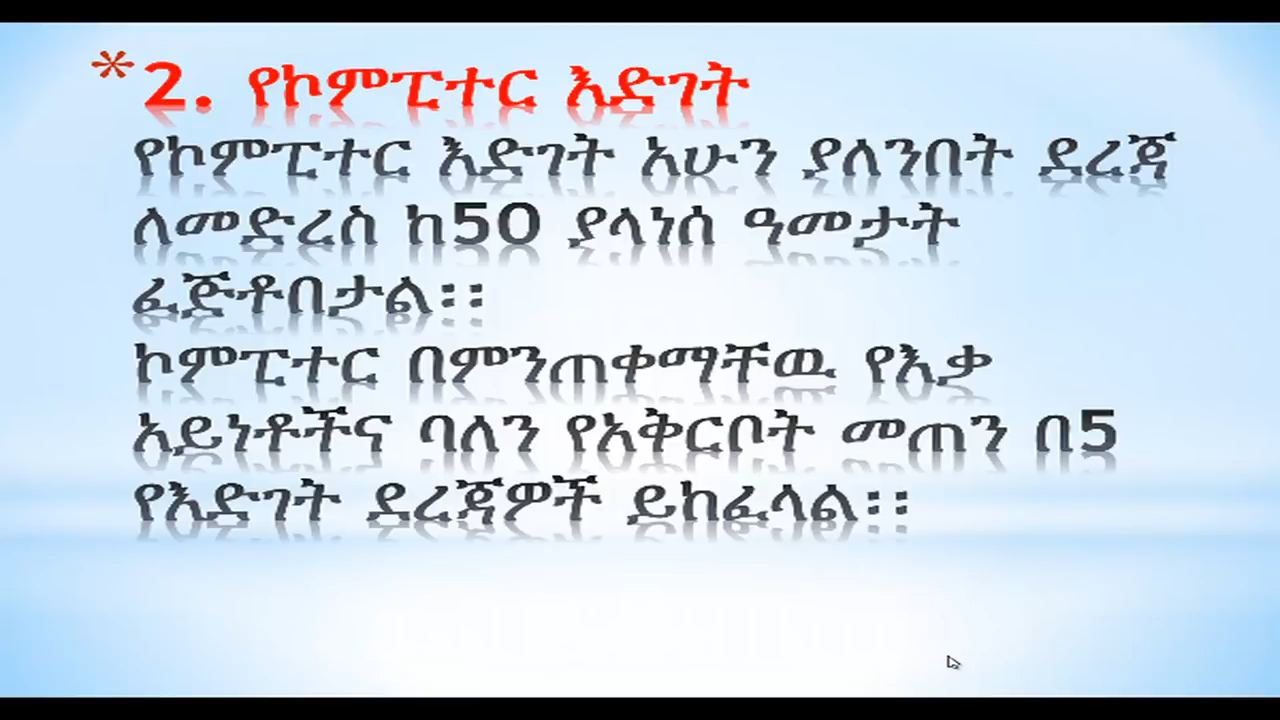 * 2. የኮምፒተር እድገት
የኮምፒተር እድገት አሁን ያለንበት ደረጃ
ለመድረስ ከ50 ያላነሰ ዓመታት
ፈጅቶበታል፡፡
ኮምፒተር በምንጠቀማቸዉ የእቃ
አይነቶችና ባለን የአቅርቦት መጠን በ5
የእድገት ደረጃዎች ይከፈላል፡፡